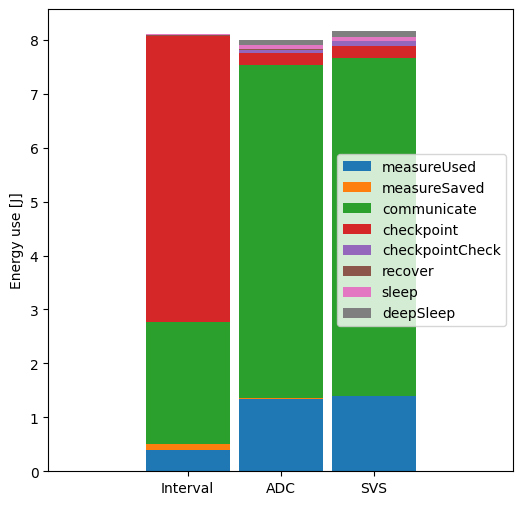 8
7
6
5
4
3
2
1
0
Energy use [J]
measureUsed
measureSaved
communicate
checkpoint
checkpointCheck
recover
sleep
deepSleep
Interval ADC SVS